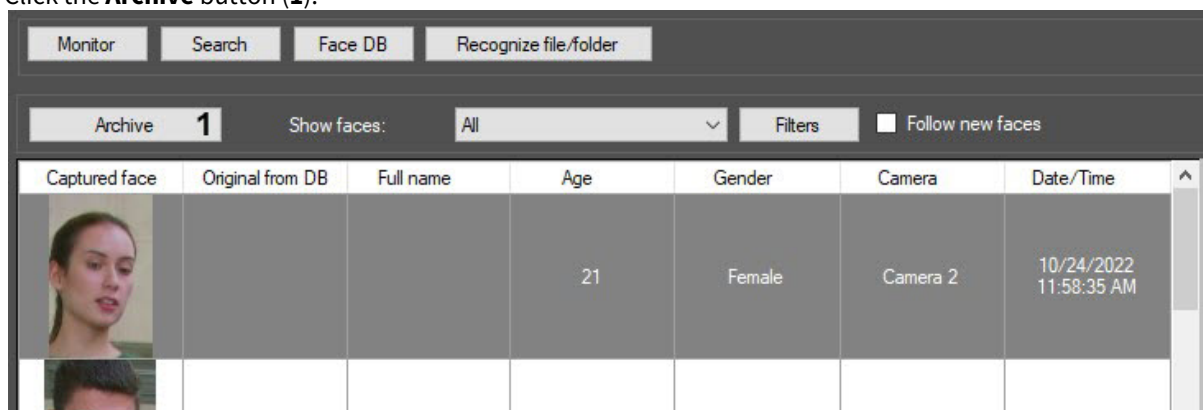 Click the Archive button (1).
Monitor Search Face DB Recognize file/folder
Archive 1 Show faces: All Filters Follow new faces
Captured face Original from DB Full name Age Gender Camera Date/Time
21 Female Camera 2 10/24/2022
11:58:35 AM